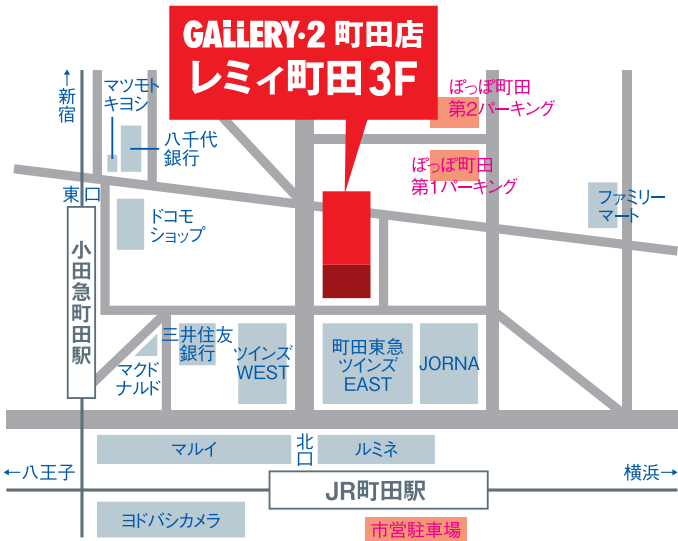 GALLERY・2 町田店
レミィ町田3F
↑
新宿
マツモト
キヨシ
八千代
銀行
ぽっぽ町田
第2パーキング
ぽっぽ町田
第1パーキング
東口
ドコモ
ショップ
ファミリー
マート
小田急町田駅
三井住友
銀行
マクド
ナルド
ツインズ
WEST
町田東急
ツインズ
EAST
JORNA
マルイ
北口
ルミネ
←八王子
横浜→
JR町田駅
ヨドバシカメラ
市営駐車場